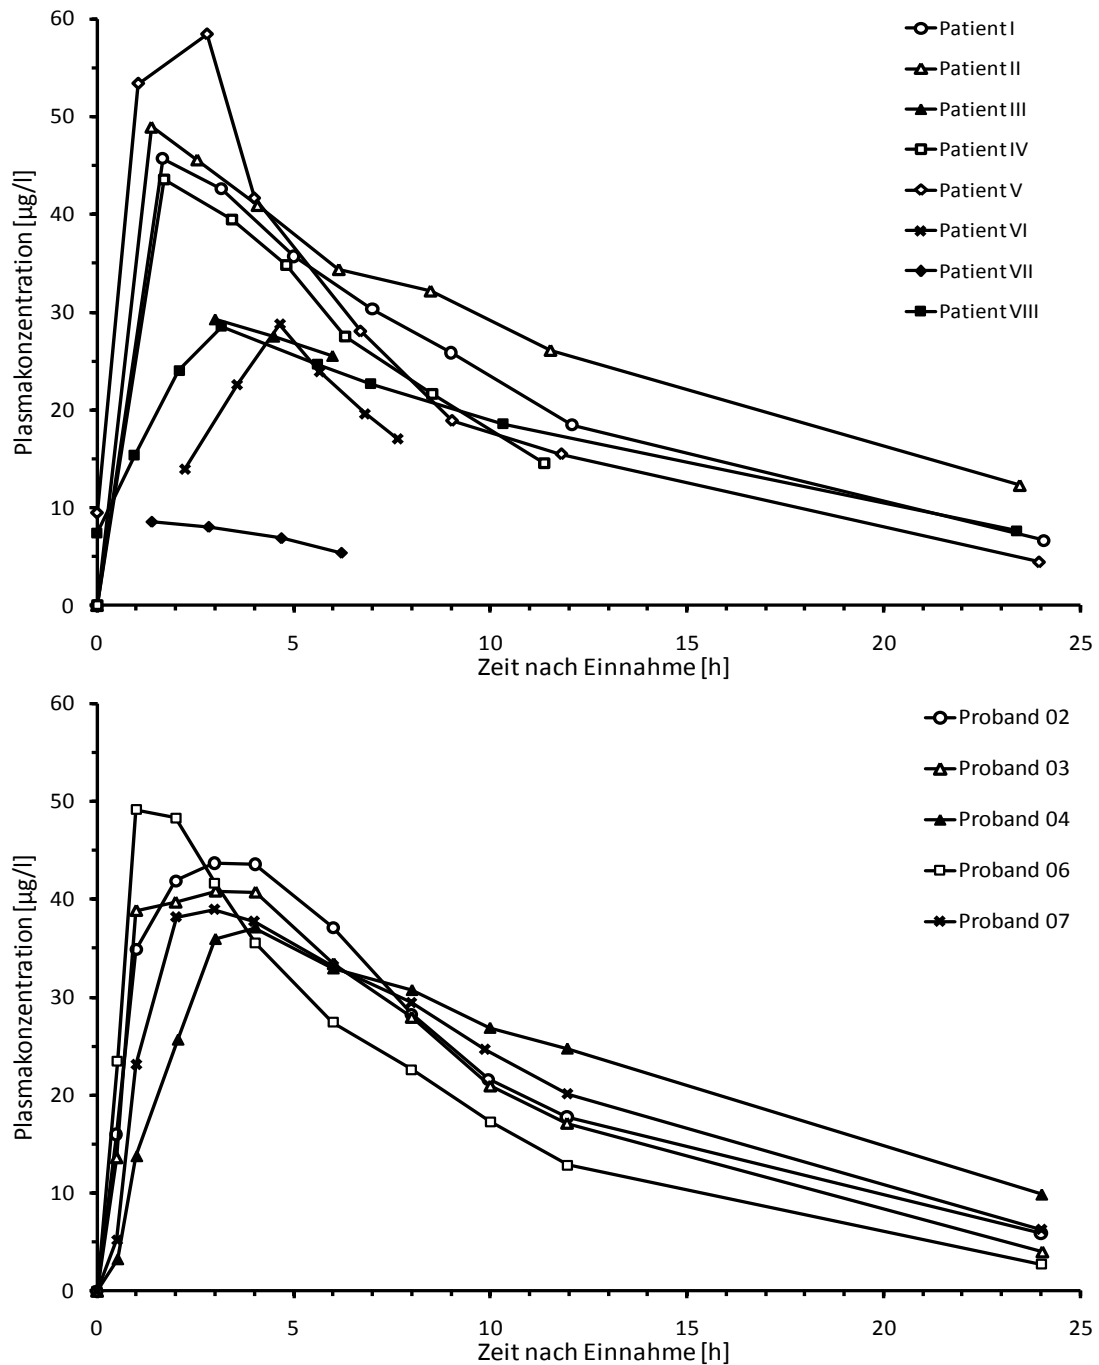 60
50
40
30
20
10
0
Plasmakonzentration [µg/l]
0 5 10 15 20 25
Zeit nach Einnahme [h]
Patient I
Patient II
Patient III
Patient IV
Patient V
Patient VI
Patient VII
Patient VIII
60
50
40
30
20
10
0
Plasmakonzentration [µg/l]
0 5 10 15 20 25
Zeit nach Einnahme [h]
Proband 02
Proband 03
Proband 04
Proband 06
Proband 07